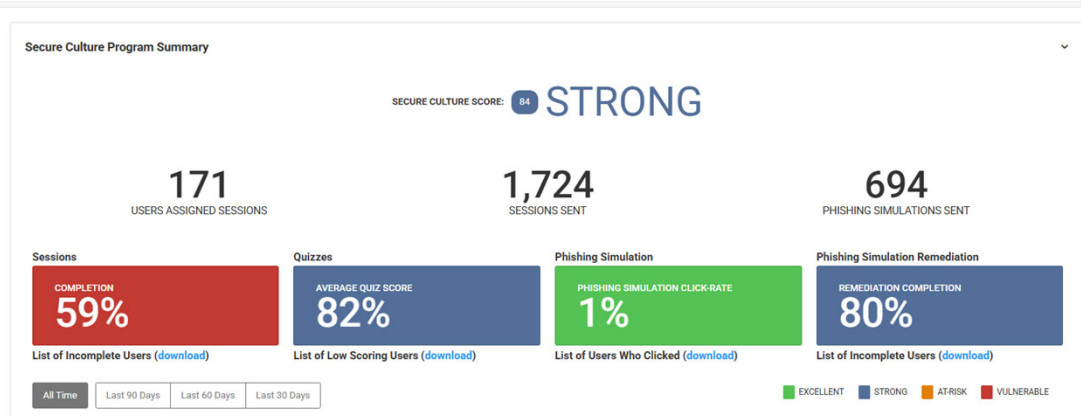 Secure Culture Program Summary
SECURE CULTURE SCORE: 84 STRONG
171
USERS ASSIGNED SESSIONS
1,724
SESSIONS SENT
694
PHISHING SIMULATIONS SENT
Sessions
COMPLETION
59%
List of Incomplete Users (download)
Quizzes
AVERAGE QUIZ SCORE
82%
List of Low Scoring Users (download)
Phishing Simulation
PHISHING SIMULATION CLICK-RATE
1%
List of Users Who Clicked (download)
Phishing Simulation Remediation
REMEDIATION COMPLETION
80%
List of Incomplete Users (download)
All Time Last 90 Days Last 60 Days Last 30 Days
EXCELLENT STRONG AT-RISK VULNERABLE